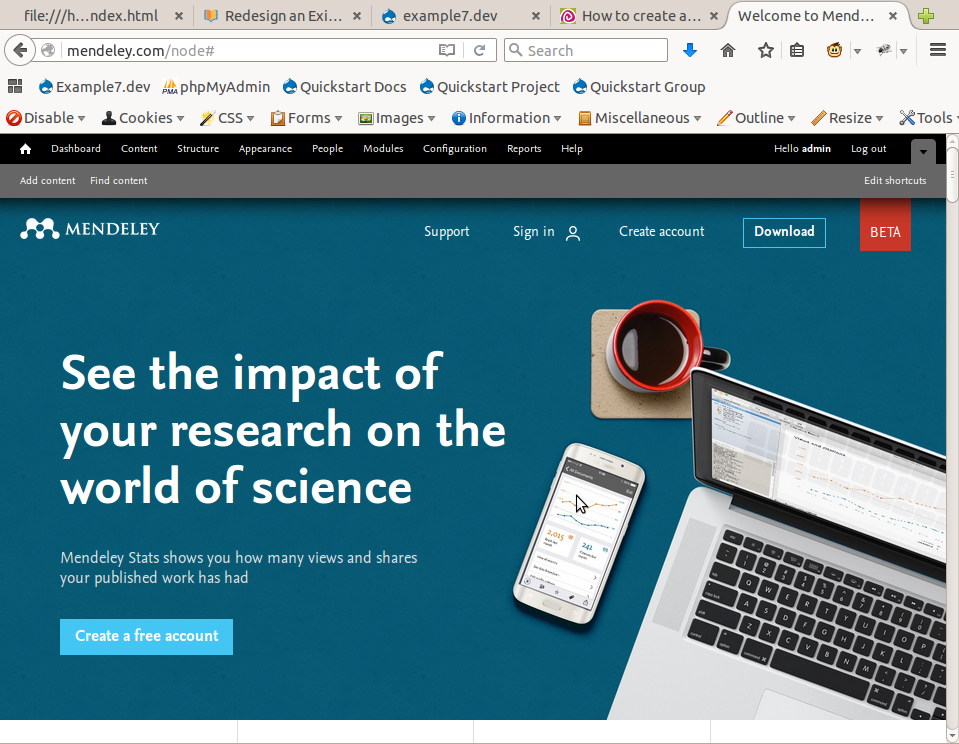 file:///h...ndex.html
Redesign an Exi...
example7.dev
How to create a...
Welcome to Mend...
mendeley.com/node#
Search
Example7.dev
phpMyAdmin
Quickstart Docs
Quickstart Project
Quickstart Group
Disable
Cookies
CSS
Forms
Images
Information
Miscellaneous
Outline
Resize
Tools
Dashboard
Content
Structure
Appearance
People
Modules
Configuration
Reports
Help
Hello admin
Log out
Add content
Find content
Edit shortcuts
MENDELEY
Support
Sign in
Create account
Download
BETA
See the impact of
your research on the
world of science
Mendeley Stats shows you how many views and shares
your published work has had
Create a free account
2,015
241